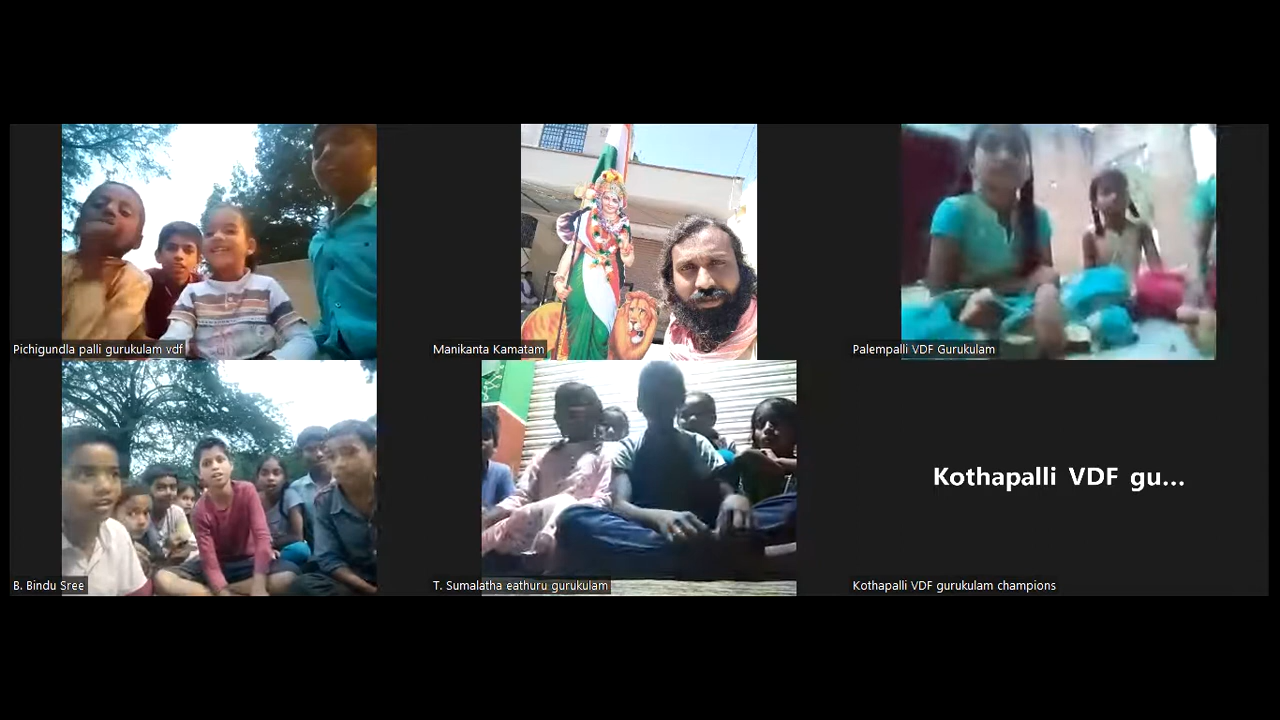 Pichigundla palli gurukulam vdf
Manikanta Kamatam
Palempalli VDF Gurukulam
Kothapalli VDF gu...
B. Bindu Sree
T. Sumalatha eathuru gurukulam
Kothapalli VDF gurukulam champions